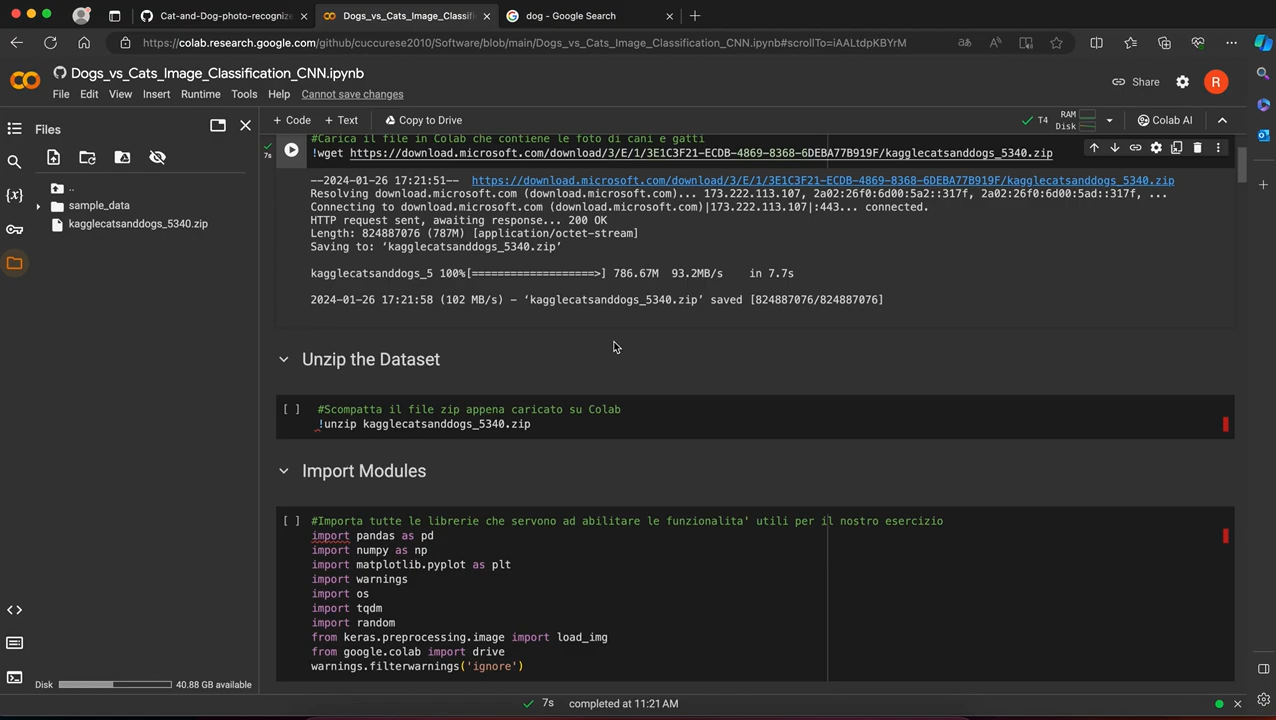 Cat-and-Dog-photo-recognize
Dogs_vs_Cats_Image_Classifi
dog - Google Search
https://colab.research.google.com/github/cuccurese2010/Software/blob/main/Dogs_vs_Cats_Image_Classification_CNN.ipynb#scrollTo=iAALtdpKBYrM
Dogs_vs_Cats_Image_Classification_CNN.ipynb
Share
R
File Edit View Insert Runtime Tools Help Cannot save changes
Files
+ Code + Text Copy to Drive
T4 RAM Disk
Colab AI
..
sample_data
kagglecatsanddogs_5340.zip
7s
#Carica il file in Colab che contiene le foto di cani e gatti
!wget https://download.microsoft.com/download/3/E/1/3E1C3F21-ECDB-4869-8368-6DEBA77B919F/kagglecatsanddogs_5340.zip
--2024-01-26 17:21:51-- https://download.microsoft.com/download/3/E/1/3E1C3F21-ECDB-4869-8368-6DEBA77B919F/kagglecatsanddogs_5340.zip
Resolving download.microsoft.com (download.microsoft.com)... 173.222.113.107, 2a02:26f0:6d00:5a2::317f, 2a02:26f0:6d00:5ad::317f, ...
Connecting to download.microsoft.com (download.microsoft.com)|173.222.113.107|:443... connected.
HTTP request sent, awaiting response... 200 OK
Length: 824887076 (787M) [application/octet-stream]
Saving to: ‘kagglecatsanddogs_5340.zip’
kagglecatsanddogs_5 100%[===================>] 786.67M 93.2MB/s in 7.7s
2024-01-26 17:21:58 (102 MB/s) - ‘kagglecatsanddogs_5340.zip’ saved [824887076/824887076]
Unzip the Dataset
[ ] #Scompatta il file zip appena caricato su Colab
!unzip kagglecatsanddogs_5340.zip
Import Modules
[ ] #Importa tutte le librerie che servono ad abilitare le funzionalita' utili per il nostro esercizio
import pandas as pd
import numpy as np
import matplotlib.pyplot as plt
import warnings
import os
import tqdm
import random
from keras.preprocessing.image import load_img
from google.colab import drive
warnings.filterwarnings('ignore')
Disk 40.88 GB available
7s completed at 11:21 AM